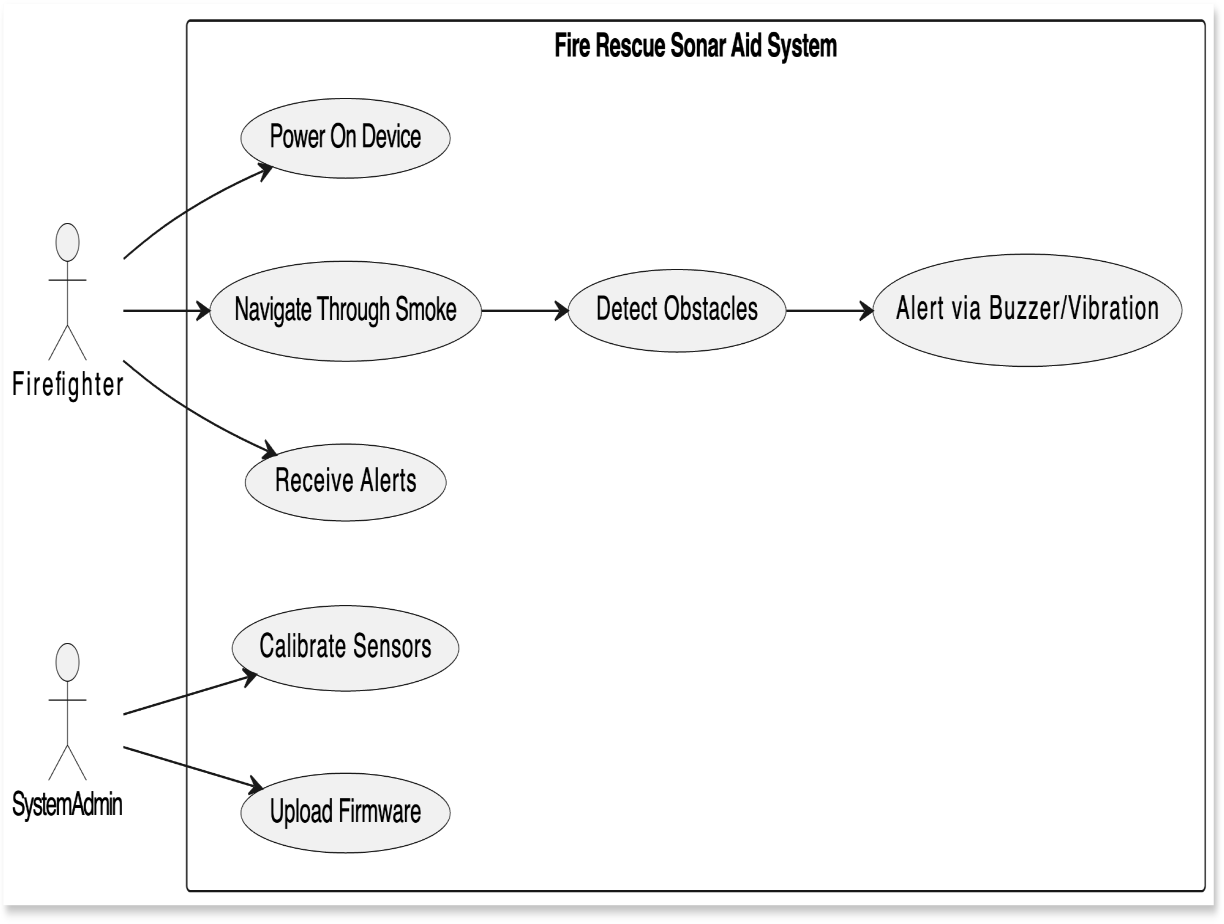 Fire Rescue Sonar Aid System
Power On Device
Navigate Through Smoke
Detect Obstacles
Alert via Buzzer/Vibration
Firefighter
Receive Alerts
Calibrate Sensors
SystemAdmin
Upload Firmware